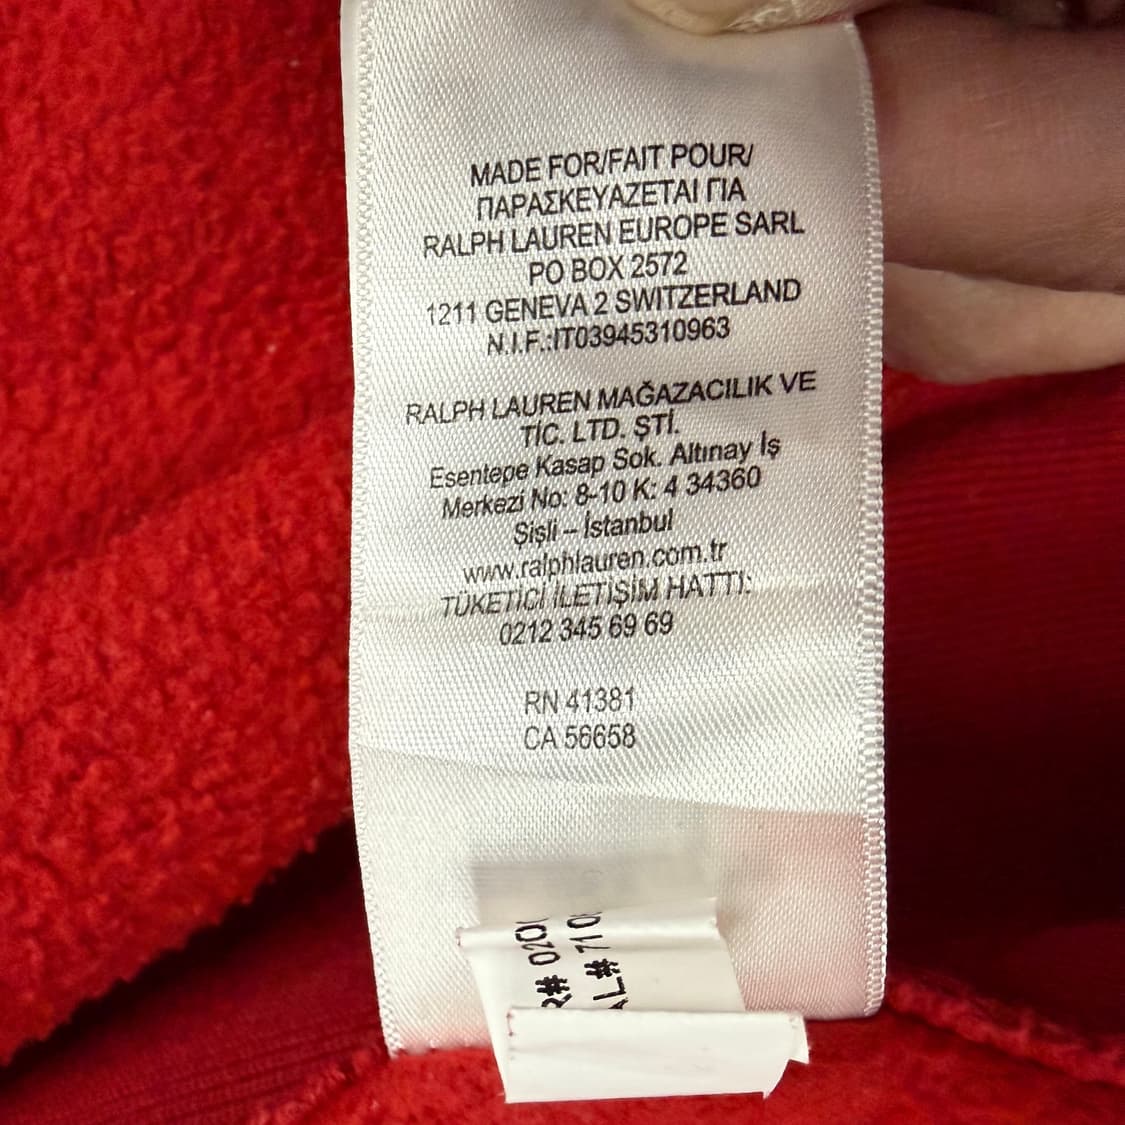 MADE FOR/FAIT POUR/
ΠΑΡΑΣΚΕΥΑΖΕΤΑΙ ΓΙΑ
RALPH LAUREN EUROPE SARL
PO BOX 2572
1211 GENEVA 2 SWITZERLAND
N.I.F.:IT03945310963
RALPH LAUREN MAĞAZACILIK VE
TİC. LTD. ŞTİ.
Esentepe Kasap Sok. Altınay İş
Merkezi No: 8-10 K: 4 34360
Şişli – İstanbul
www.ralphlauren.com.tr
TÜKETİCİ İLETİŞİM HATTI:
0212 345 69 69
RN 41381
CA 56658